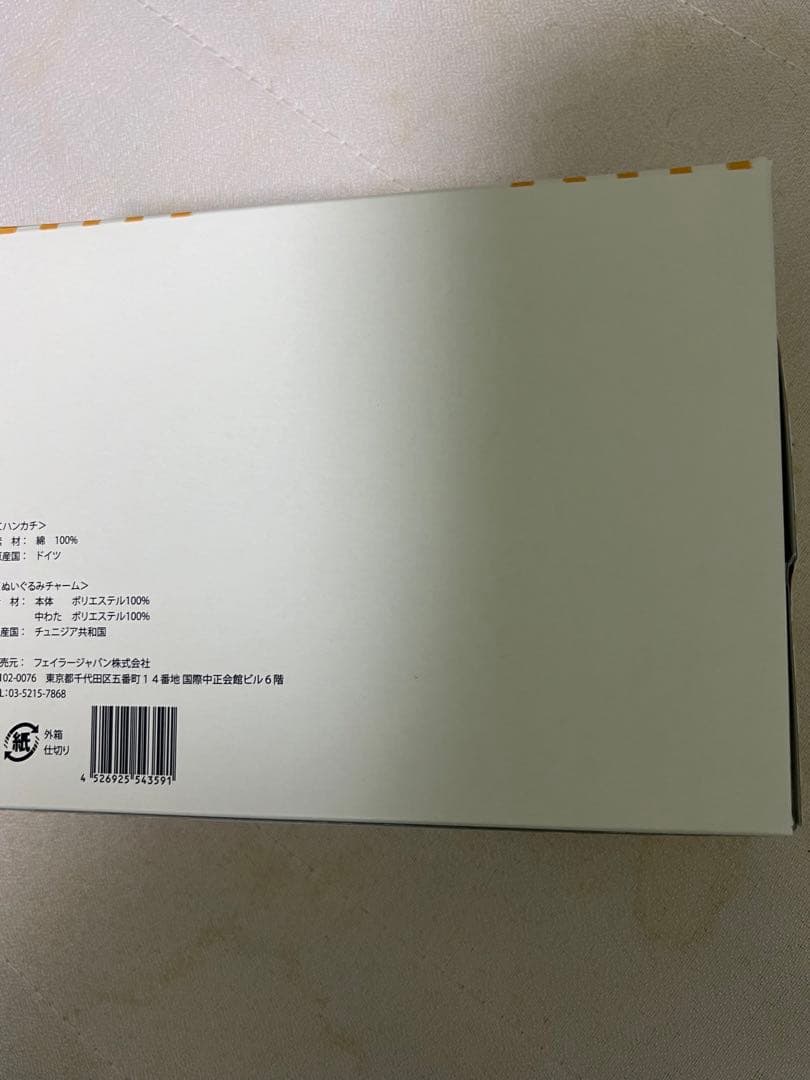 ハンカチ＞
材： 綿 100%
産国： ドイツ
ぬいぐるみチャーム＞
材： 本体 ポリエステル100%
中わた ポリエステル100%
産国： チュニジア共和国
売元： フェイラージャパン株式会社
102-0076 東京都千代田区五番町１４番地 国際中正会館ビル６階
L:03-5215-7868
紙 外箱
仕切り
4 526925 543591